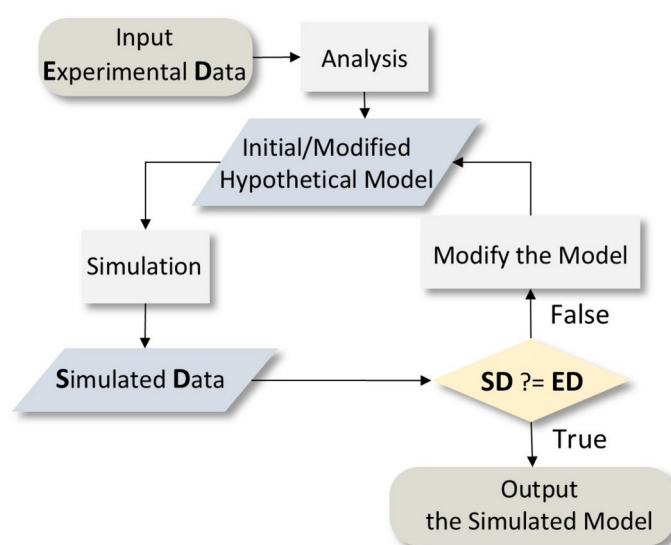 Input
Experimental Data
Analysis
Initial/Modified
Hypothetical Model
Simulation
Modify the Model
False
Simulated Data
SD ?= ED
True
Output
the Simulated Model